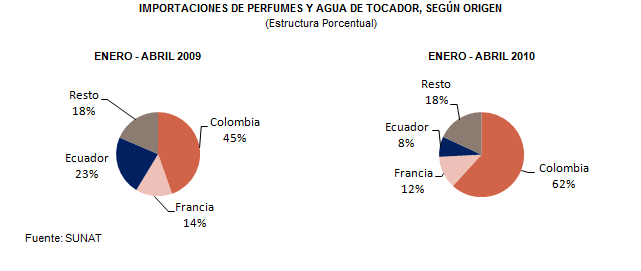 IMPORTACIONES DE PERFUMES Y AGUA DE TOCADOR, SEGÚN ORIGEN
(Estructura Porcentual)
ENERO - ABRIL 2009
Resto
18%
Colombia
45%
Ecuador
23%
Francia
14%
ENERO - ABRIL 2010
Resto
18%
Ecuador
8%
Francia
12%
Colombia
62%
Fuente: SUNAT